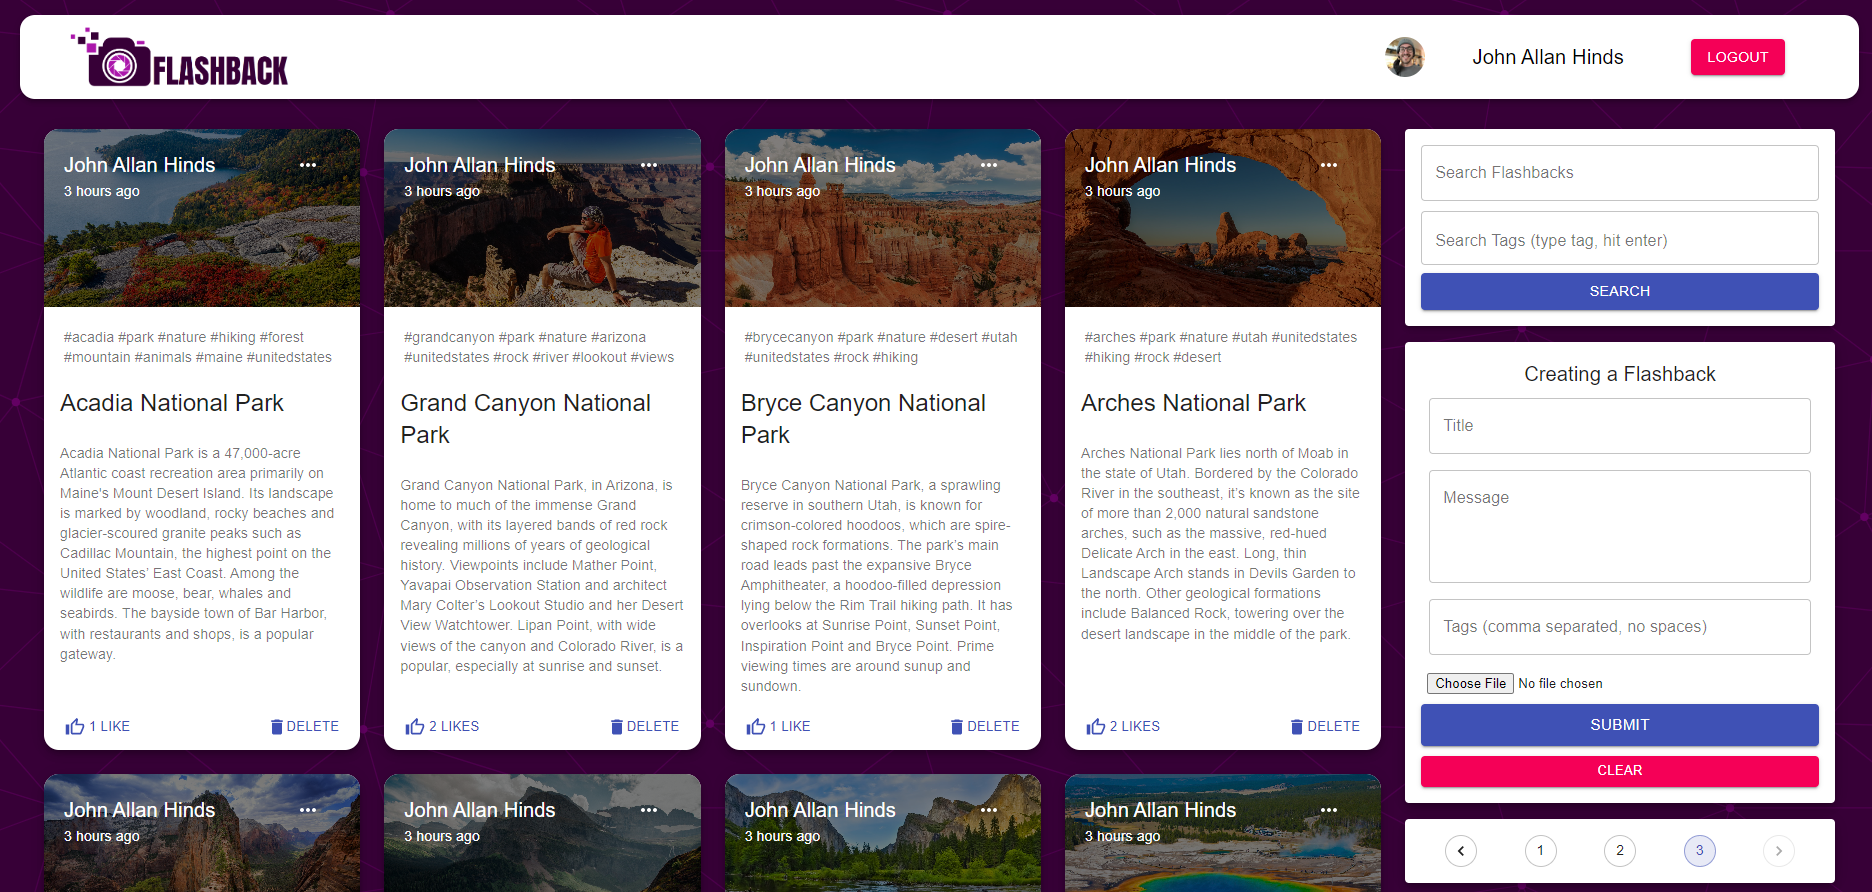 FLASHBACK
John Allan Hinds
LOGOUT
John Allan Hinds
3 hours ago
#acadia #park #nature #hiking #forest
#mountain #animals #maine #unitedstates
Acadia National Park
Acadia National Park is a 47,000-acre
Atlantic coast recreation area primarily on
Maine's Mount Desert Island. Its landscape
is marked by woodland, rocky beaches and
glacier-scoured granite peaks such as
Cadillac Mountain, the highest point on the
United States’ East Coast. Among the
wildlife are moose, bear, whales and
seabirds. The bayside town of Bar Harbor,
with restaurants and shops, is a popular
gateway.
1 LIKE
DELETE
John Allan Hinds
3 hours ago
#grandcanyon #park #nature #arizona
#unitedstates #rock #river #lookout #views
Grand Canyon National
Park
Grand Canyon National Park, in Arizona, is
home to much of the immense Grand
Canyon, with its layered bands of red rock
revealing millions of years of geological
history. Viewpoints include Mather Point,
Yavapai Observation Station and architect
Mary Colter’s Lookout Studio and her Desert
View Watchtower. Lipan Point, with wide
views of the canyon and Colorado River, is a
popular, especially at sunrise and sunset.
2 LIKES
DELETE
John Allan Hinds
3 hours ago
#brycecanyon #park #nature #desert #utah
#unitedstates #rock #hiking
Bryce Canyon National
Park
Bryce Canyon National Park, a sprawling
reserve in southern Utah, is known for
crimson-colored hoodoos, which are spire-
shaped rock formations. The park’s main
road leads past the expansive Bryce
Amphitheater, a hoodoo-filled depression
lying below the Rim Trail hiking path. It has
overlooks at Sunrise Point, Sunset Point,
Inspiration Point and Bryce Point. Prime
viewing times are around sunup and
sundown.
1 LIKE
DELETE
John Allan Hinds
3 hours ago
#arches #park #nature #utah #unitedstates
#hiking #rock #desert
Arches National Park
Arches National Park lies north of Moab in
the state of Utah. Bordered by the Colorado
River in the southeast, it’s known as the site
of more than 2,000 natural sandstone
arches, such as the massive, red-hued
Delicate Arch in the east. Long, thin
Landscape Arch stands in Devils Garden to
the north. Other geological formations
include Balanced Rock, towering over the
desert landscape in the middle of the park.
2 LIKES
DELETE
John Allan Hinds
3 hours ago
John Allan Hinds
3 hours ago
John Allan Hinds
3 hours ago
John Allan Hinds
3 hours ago
Search Flashbacks
Search Tags (type tag, hit enter)
SEARCH
Creating a Flashback
Title
Message
Tags (comma separated, no spaces)
Choose File No file chosen
SUBMIT
CLEAR
1 2 3